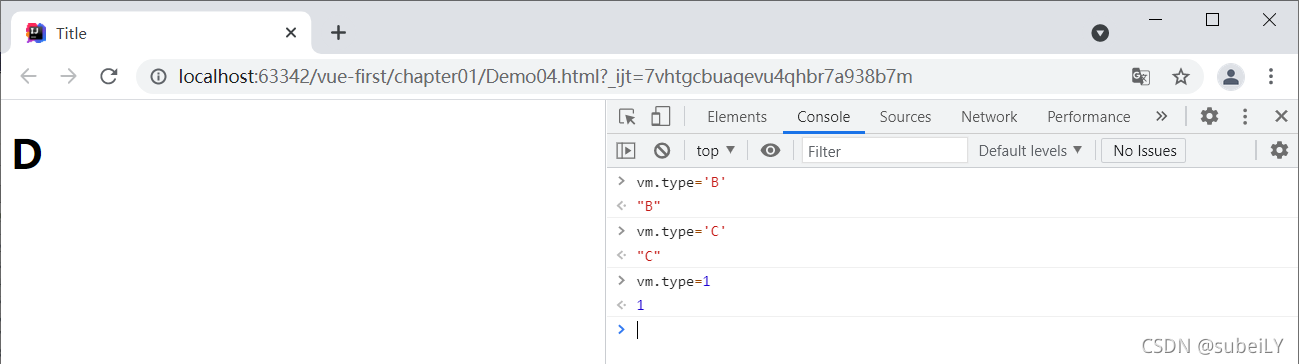 Title
localhost:63342/vue-first/chapter01/Demo04.html?_ijt=7vhtgcbuaqevu4qhbr7a938b7m
D
Elements Console Sources Network Performance »
top ▼ Filter Default levels ▼ No Issues
> vm.type='B'
"B"
> vm.type='C'
"C"
> vm.type=1
1
>
CSDN @subeiLY